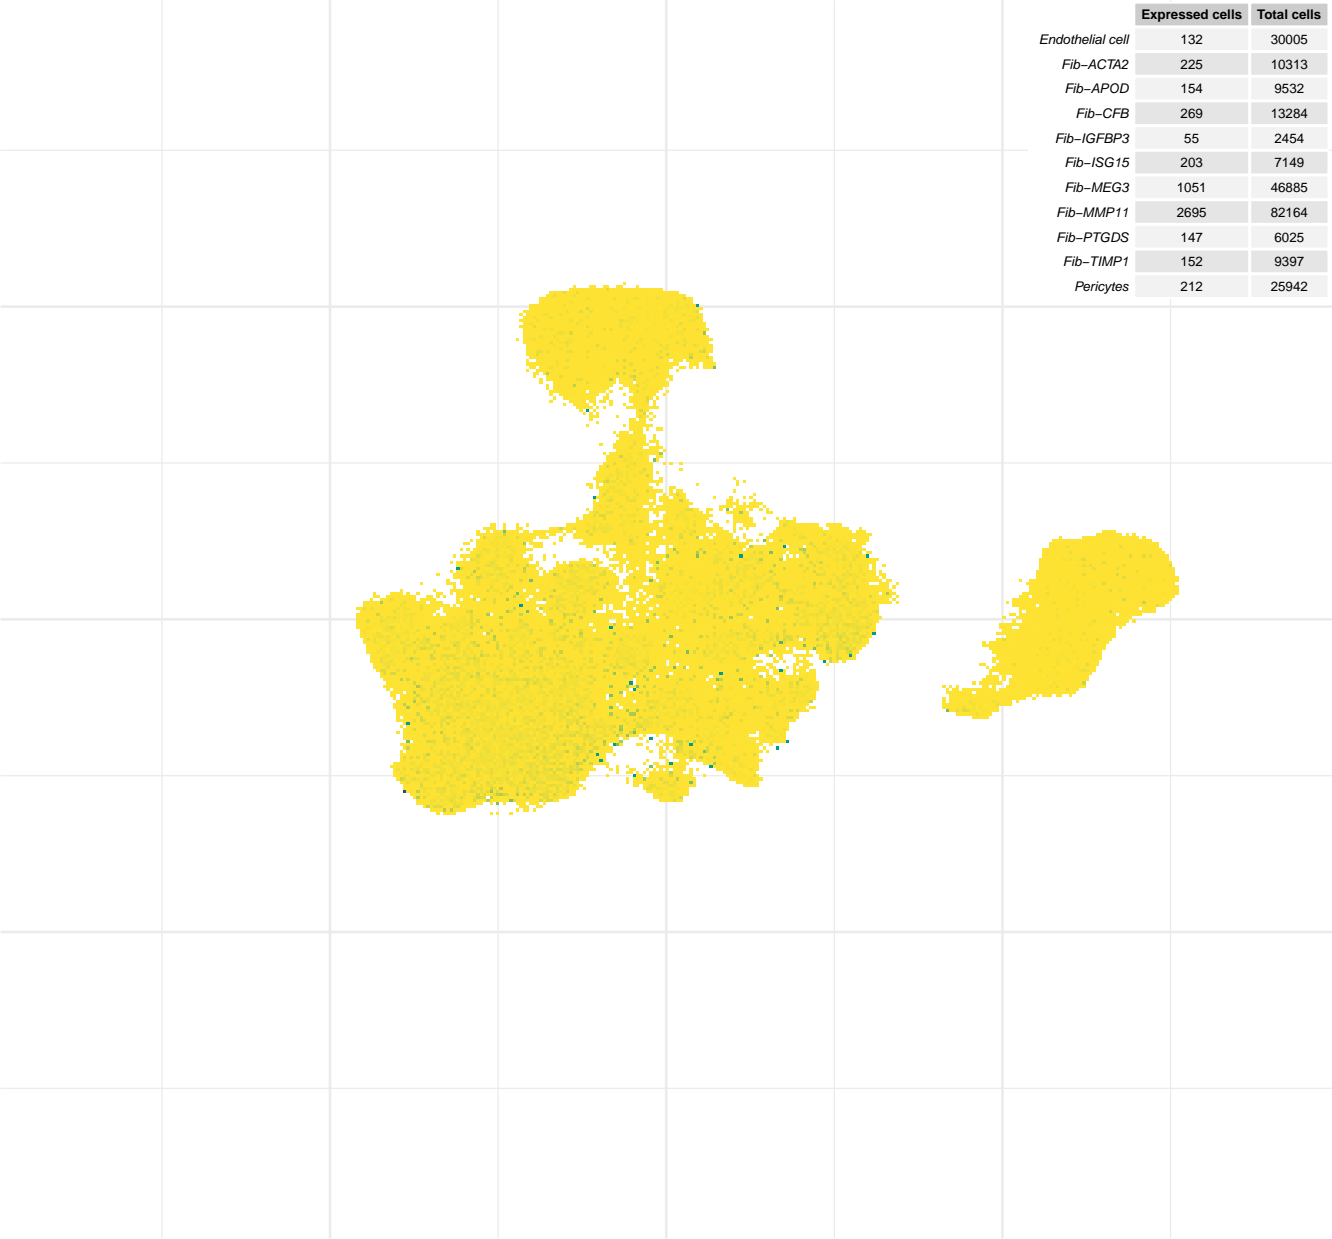 Expressed cells Total cells
Endothelial cell 132 30005
Fib−ACTA2 225 10313
Fib−APOD 154 9532
Fib−CFB 269 13284
Fib−IGFBP3 55 2454
Fib−ISG15 203 7149
Fib−MEG3 1051 46885
Fib−MMP11 2695 82164
Fib−PTGDS 147 6025
Fib−TIMP1 152 9397
Pericytes 212 25942